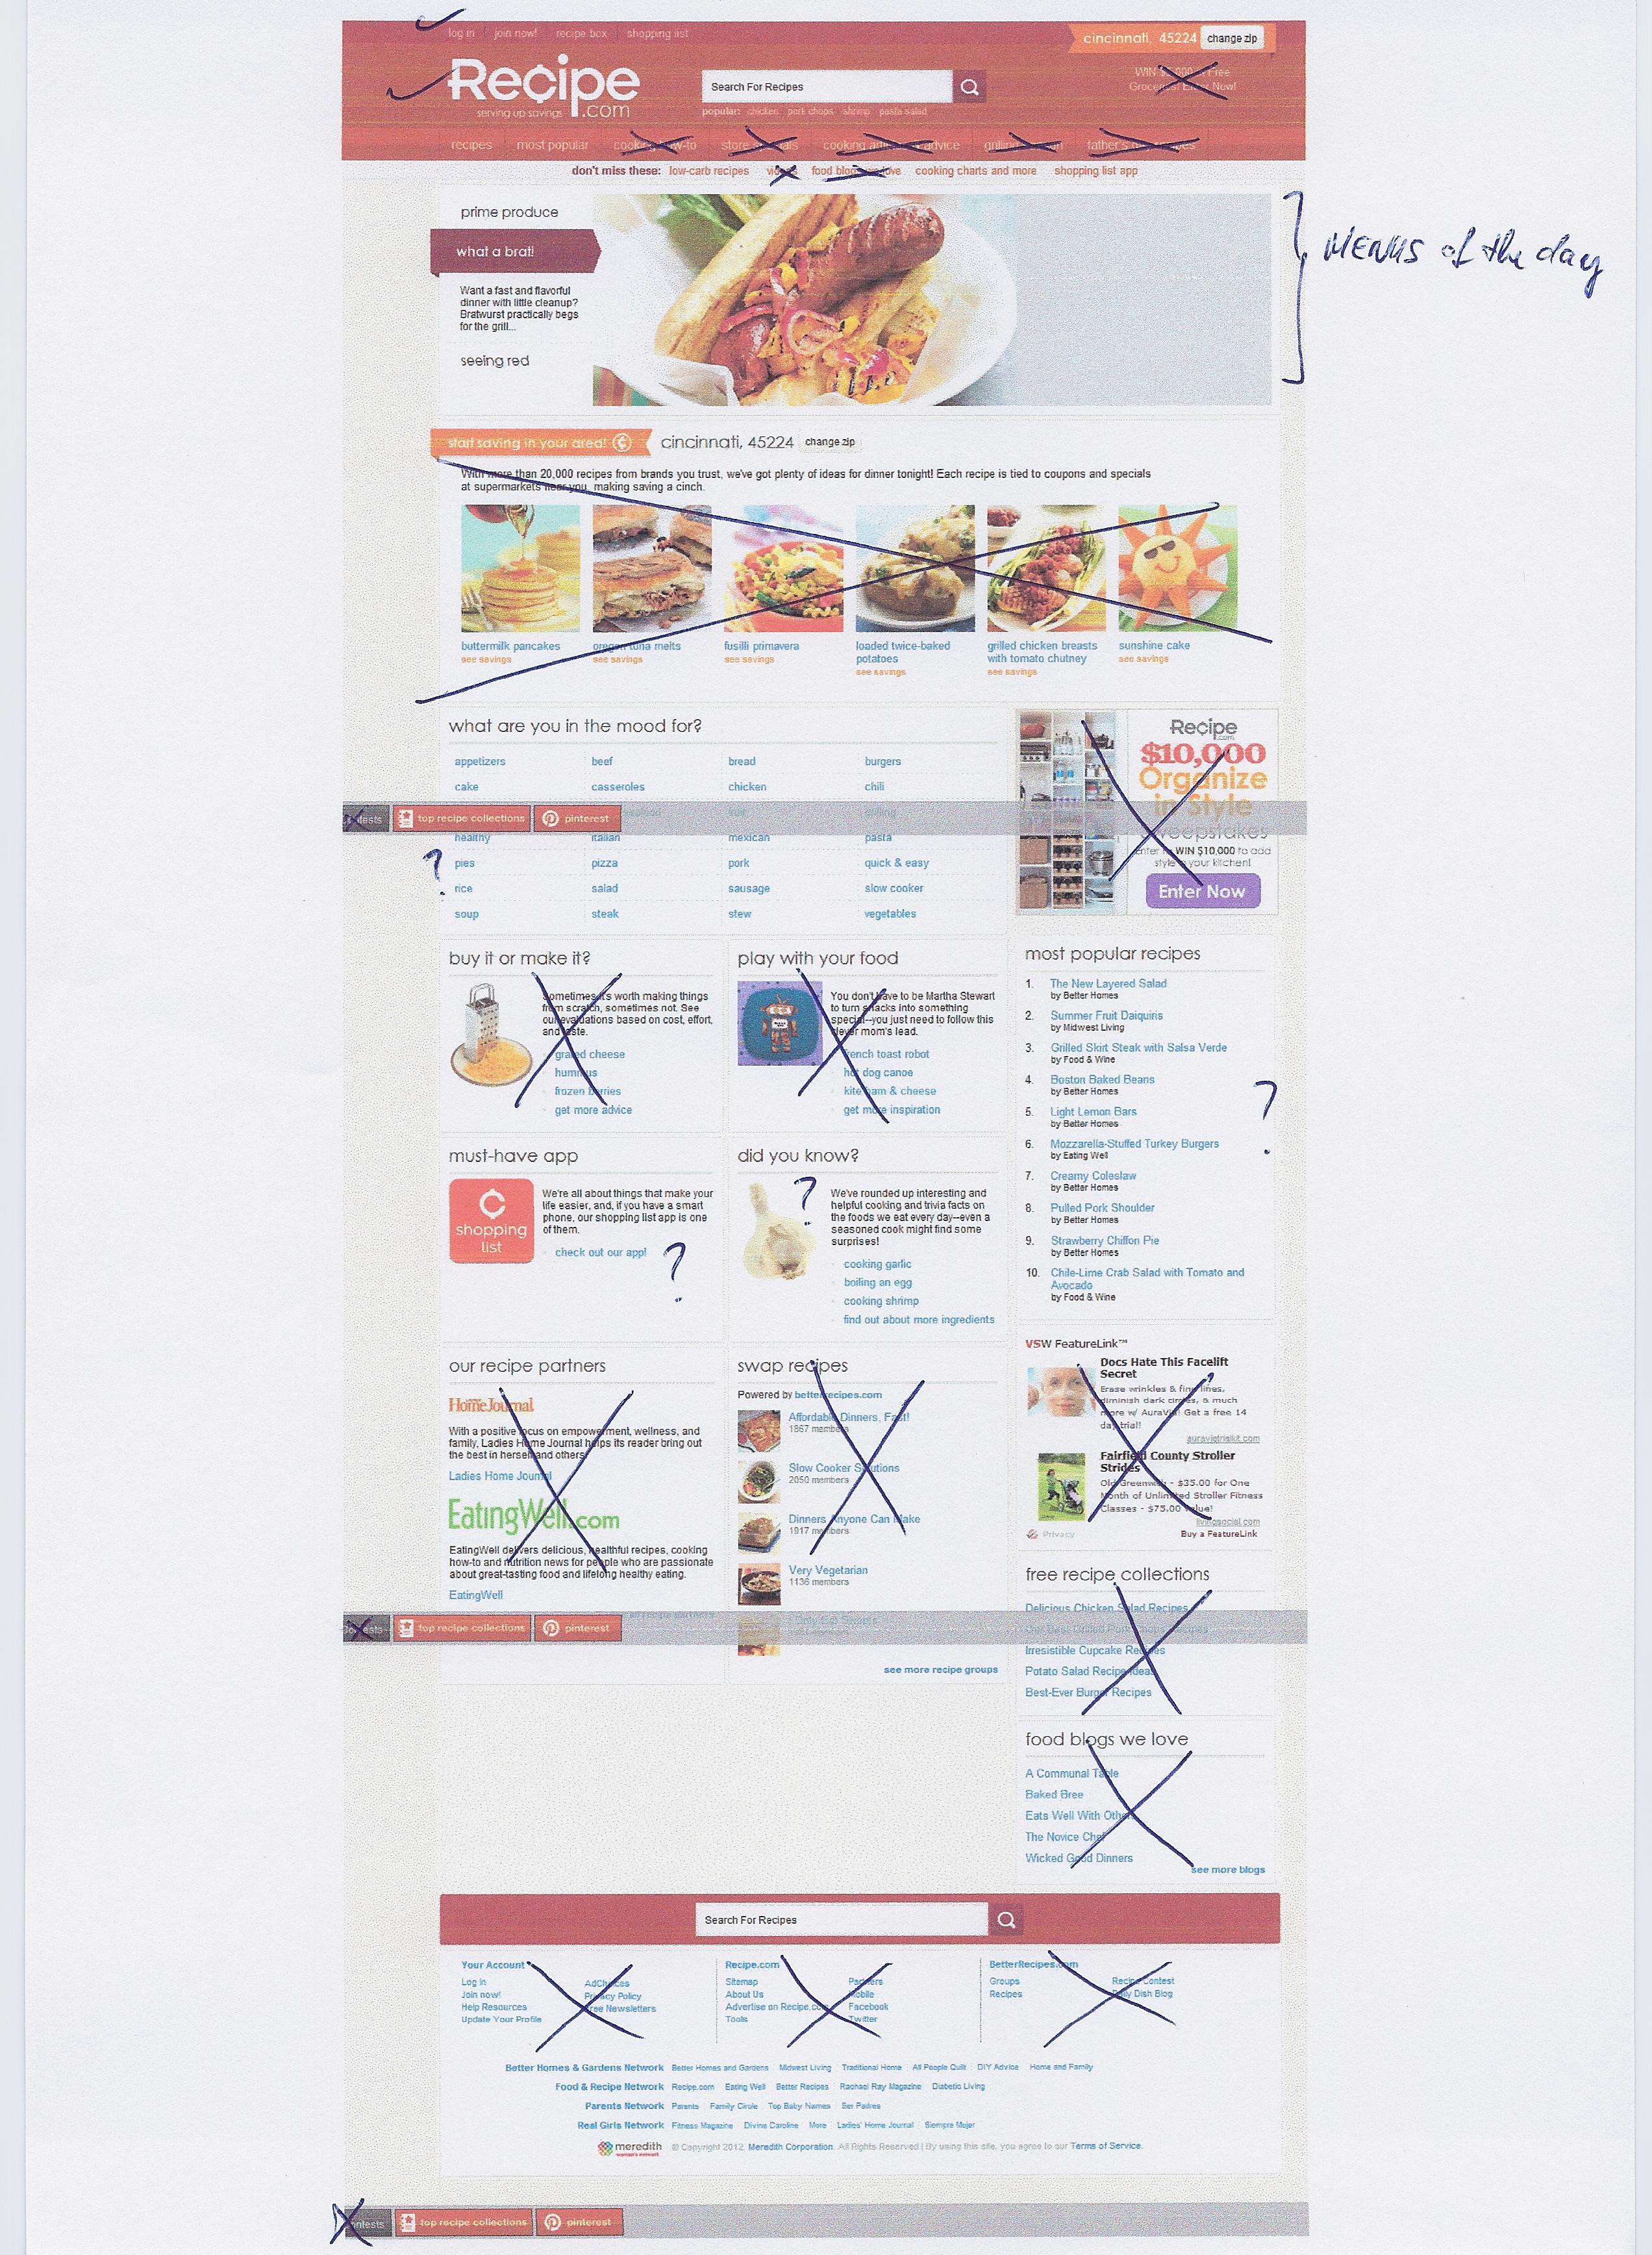 log in join now! recipe box shopping list
cincinnati, 45224 change zip
Recipe
.com
serving up savings
Search For Recipes
popular: chicken pork chops shrimp pasta salad
WIN Free
Now!
recipes most popular
don't miss these: low-carb recipes videos food blogs we love cooking charts and more shopping list app
prime produce
what a brat!
Want a fast and flavorful
dinner with little cleanup?
Bratwurst practically begs
for the grill...
seeing red
MENUS of the day
start saving in your area! cincinnati, 45224 change zip
With more than 20,000 recipes from brands you trust, we've got plenty of ideas for dinner tonight! Each recipe is tied to coupons and specials
at supermarkets near you, making saving a cinch.
buttermilk pancakes
see savings
oregon tuna melts
see savings
fusilli primavera
see savings
loaded twice-baked
potatoes
see savings
grilled chicken breasts
with tomato chutney
see savings
sunshine cake
see savings
what are you in the mood for?
appetizers beef bread burgers
cake casseroles chicken chili
contests top recipe collections pinterest
healthy italian mexican pasta
?
pies pizza pork quick & easy
rice salad sausage slow cooker
soup steak stew vegetables
Recipe
.com
$10,000
Organize
in Style
Sweepstakes
Enter to WIN $10,000 to add
style to your kitchen!
Enter Now
buy it or make it?
Sometimes it's worth making things
from scratch, sometimes not. See
our evaluations based on cost, effort,
and taste.
grated cheese
hummus
frozen berries
get more advice
play with your food
You don't have to be Martha Stewart
to turn snacks into something
special--you just need to follow this
clever mom's lead.
french toast robot
hot dog canoe
kite ham & cheese
get more inspiration
most popular recipes
1. The New Layered Salad
by Better Homes
2. Summer Fruit Daiquiris
by Midwest Living
3. Grilled Skirt Steak with Salsa Verde
by Food & Wine
4. Boston Baked Beans
by Better Homes
?
5. Light Lemon Bars
by Better Homes
6. Mozzarella-Stuffed Turkey Burgers
by Eating Well
7. Creamy Coleslaw
by Better Homes
8. Pulled Pork Shoulder
by Better Homes
9. Strawberry Chiffon Pie
by Better Homes
10. Chile-Lime Crab Salad with Tomato and
Avocado
by Food & Wine
must-have app
shopping
list
We're all about things that make your
life easier, and, if you have a smart
phone, our shopping list app is one
of them.
check out our app!
?
did you know?
?
We've rounded up interesting and
helpful cooking and trivia facts on
the foods we eat every day--even a
seasoned cook might find some
surprises!
cooking garlic
boiling an egg
cooking shrimp
find out about more ingredients
our recipe partners
HomeJournal
With a positive focus on empowerment, wellness, and
family, Ladies Home Journal helps its reader bring out
the best in herself and others.
Ladies Home Journal
EatingWell.com
EatingWell delivers delicious, healthful recipes, cooking
how-to and nutrition news for people who are passionate
about great-tasting food and lifelong healthy eating.
EatingWell
swap recipes
Powered by betterrecipes.com
Affordable Dinners, Fast!
1867 members
Slow Cooker Solutions
2050 members
Dinners Anyone Can Make
1917 members
Very Vegetarian
1136 members
see more recipe groups
VSW FeatureLink™
Docs Hate This Facelift
Secret
Erase wrinkles & fine lines,
diminish dark circles, & much
more w/ AuraVie! Get a free 14
day trial!
auravietrialkit.com
Fairfield County Stroller
Strides
Old Greenwich - $35.00 for One
Month of Unlimited Stroller Fitness
Classes - $75.00 value!
livingsocial.com
Privacy Buy a FeatureLink
free recipe collections
Delicious Chicken Salad Recipes
Irresistible Cupcake Recipes
Potato Salad Recipe Ideas
Best-Ever Burger Recipes
contests top recipe collections pinterest
food blogs we love
A Communal Table
Baked Bree
Eats Well With Others
The Novice Chef
Wicked Good Dinners
see more blogs
Search For Recipes
Your Account
Log in AdChoices
Join now! Privacy Policy
Help Resources Free Newsletters
Update Your Profile
Recipe.com
Sitemap Partners
About Us Mobile
Advertise on Recipe.com Facebook
Tools Twitter
BetterRecipes.com
Groups Recipe Contest
Recipes Daily Dish Blog
Better Homes & Gardens Network Better Homes and Gardens Midwest Living Traditional Home All People Quilt DIY Advice Home and Family
Food & Recipe Network Recipe.com Eating Well Better Recipes Rachael Ray Magazine Diabetic Living
Parents Network Parents Family Circle Top Baby Names Ser Padres
Real Girls Network Fitness Magazine Divine Caroline More Ladies' Home Journal Siempre Mujer
meredith © Copyright 2012, Meredith Corporation. All Rights Reserved | By using this site, you agree to our Terms of Service.
contests top recipe collections pinterest